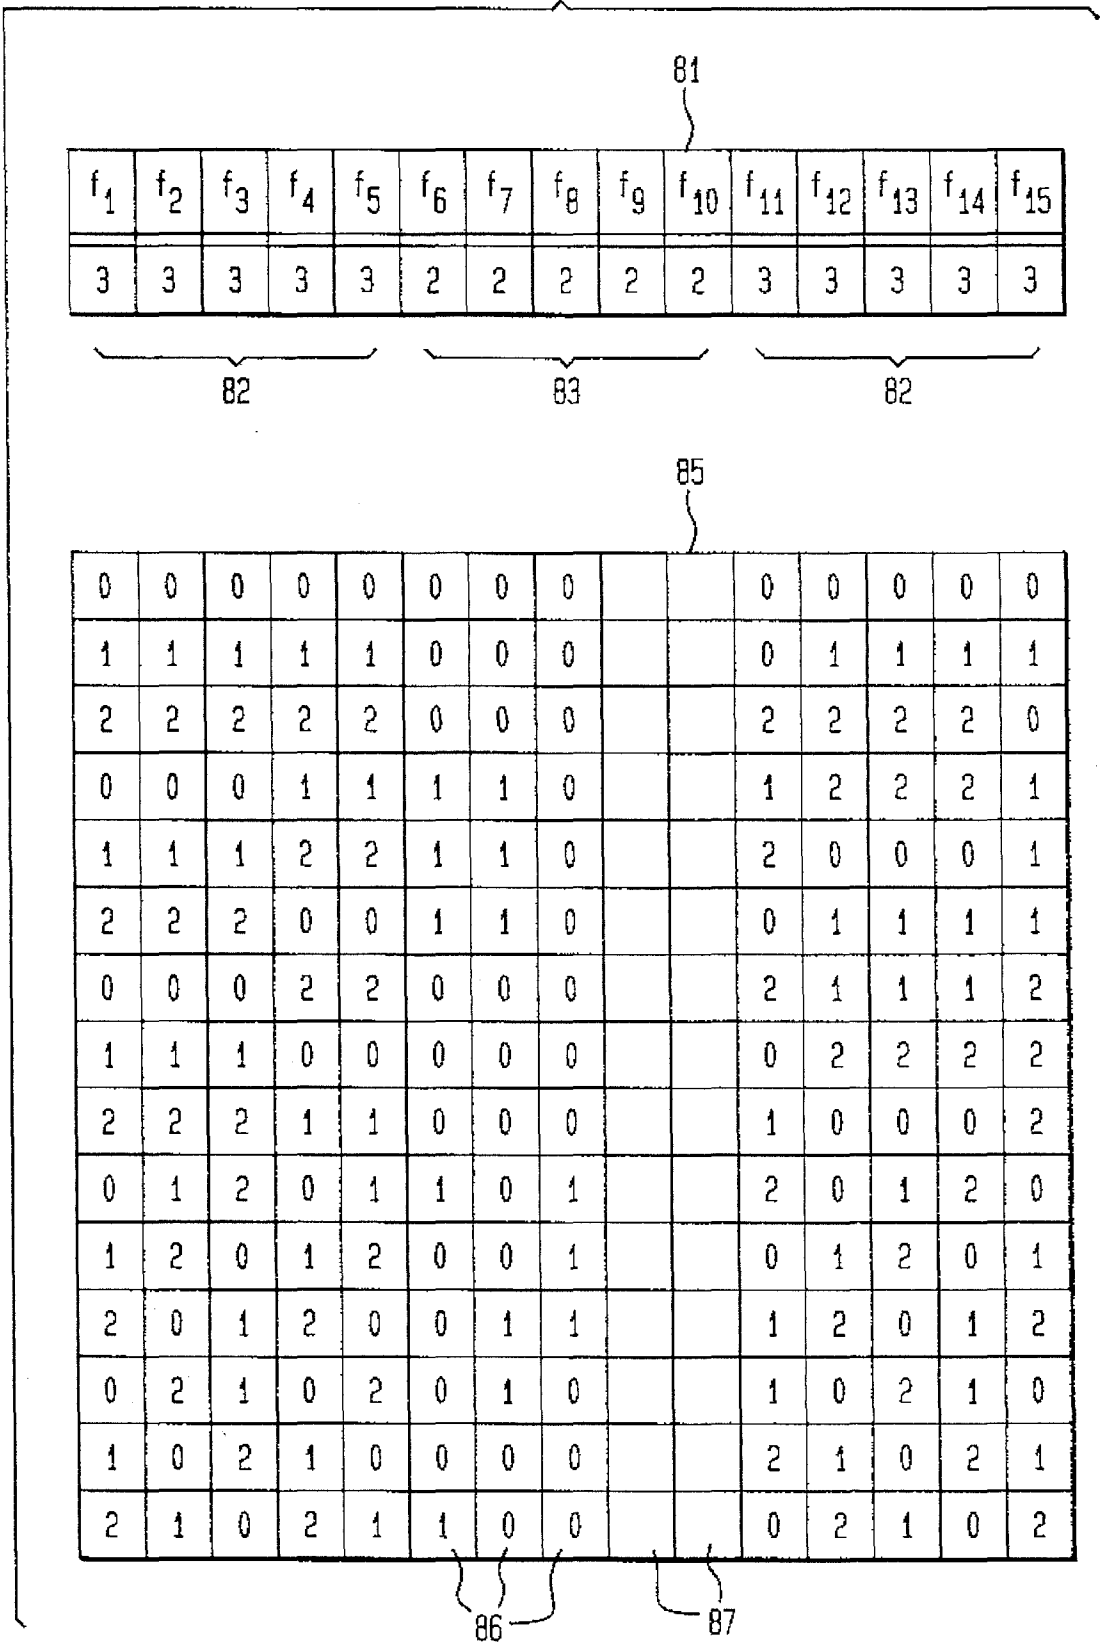 81
f1 f2 f3 f4 f5 f6 f7 f8 f9 f10 f11 f12 f13 f14 f15
3 3 3 3 3 2 2 2 2 2 3 3 3 3 3
82 83 82
85
0 0 0 0 0 0 0 0 0 0 0 0 0
1 1 1 1 1 0 0 0 0 1 1 1 1
2 2 2 2 2 0 0 0 2 2 2 2 0
0 0 0 1 1 1 1 0 1 2 2 2 1
1 1 1 2 2 1 1 0 2 0 0 0 1
2 2 2 0 0 1 1 0 0 1 1 1 1
0 0 0 2 2 0 0 0 2 1 1 1 2
1 1 1 0 0 0 0 0 0 2 2 2 2
2 2 2 1 1 0 0 0 1 0 0 0 2
0 1 2 0 1 1 0 1 2 0 1 2 0
1 2 0 1 2 0 0 1 0 1 2 0 1
2 0 1 2 0 0 1 1 1 2 0 1 2
0 2 1 0 2 0 1 0 1 0 2 1 0
1 0 2 1 0 0 0 0 2 1 0 2 1
2 1 0 2 1 1 0 0 0 2 1 0 2
86 87